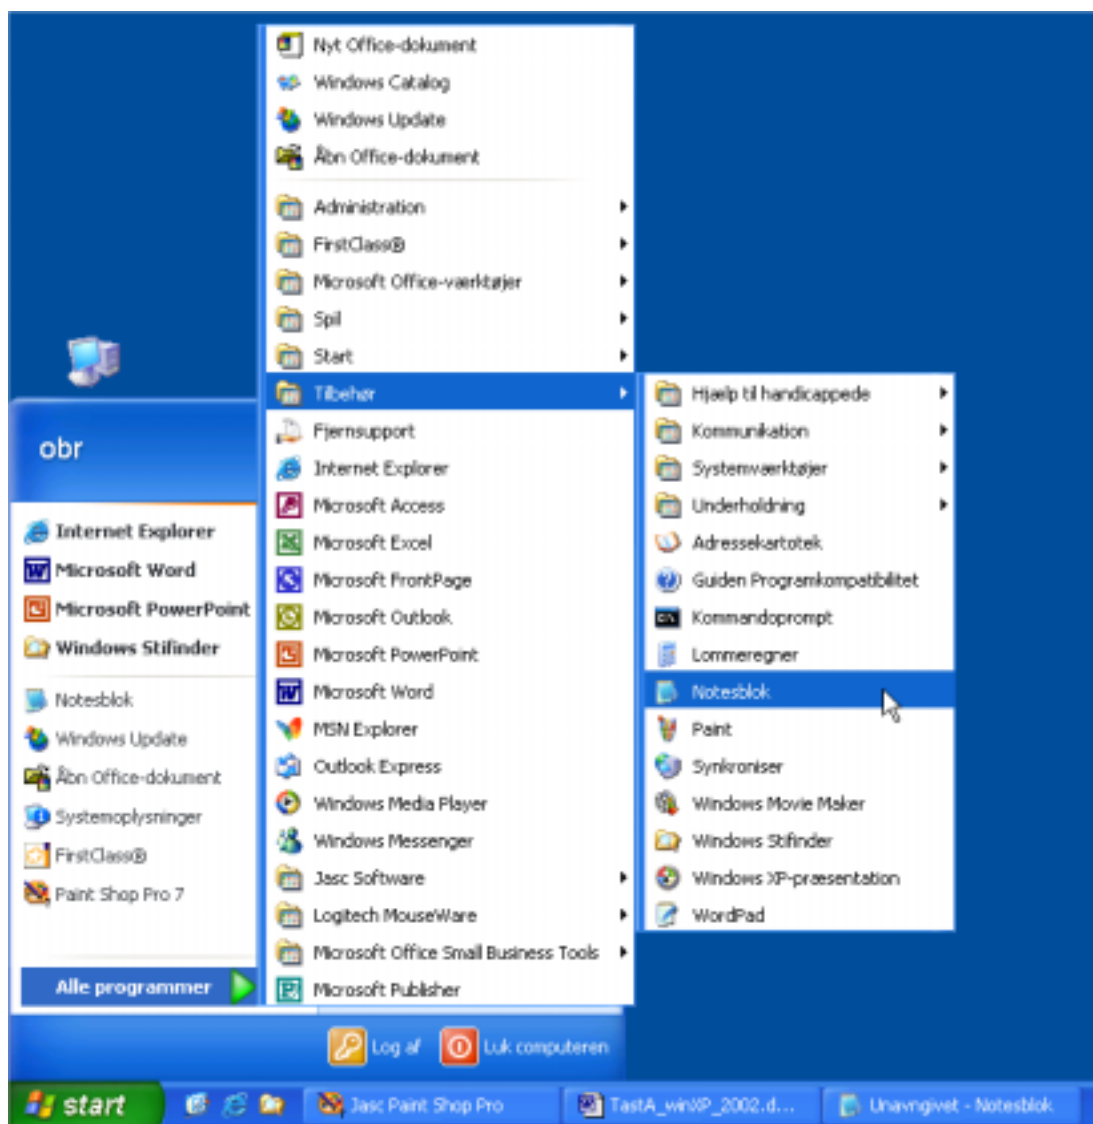 Nyt Office-dokument
Windows Catalog
Windows Update
Åbn Office-dokument
Administration
FirstClass®
Microsoft Office-værktøjer
Spil
Start
Tilbehør
Fjernsupport
Internet Explorer
Microsoft Access
Microsoft Excel
Microsoft FrontPage
Microsoft Outlook
Microsoft PowerPoint
Microsoft Word
MSN Explorer
Outlook Express
Windows Media Player
Windows Messenger
Jasc Software
Logitech MouseWare
Microsoft Office Small Business Tools
Microsoft Publisher
Hjælp til handicappede
Kommunikation
Systemværktøjer
Underholdning
Adressekartotek
Guiden Programkompatibilitet
Kommandoprompt
Lommeregner
Notesblok
Paint
Synkroniser
Windows Movie Maker
Windows Stifinder
Windows XP-præsentation
WordPad
obr
Internet Explorer
Microsoft Word
Microsoft PowerPoint
Windows Stifinder
Notesblok
Windows Update
Åbn Office-dokument
Systemoplysninger
FirstClass®
Paint Shop Pro 7
Alle programmer
Log af
Luk computeren
start
Jasc Paint Shop Pro
TastA_winXP_2002.d...
Unavngivet - Notesblok